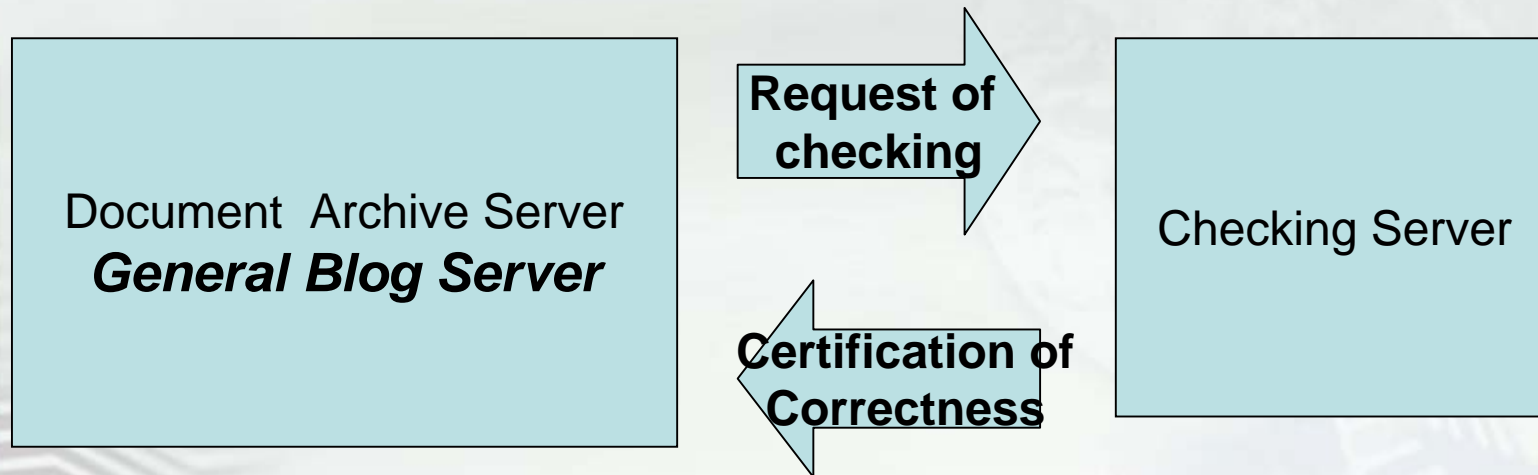 Document Archive Server
General Blog Server
Request of
checking
Certification of
Correctness
Checking Server